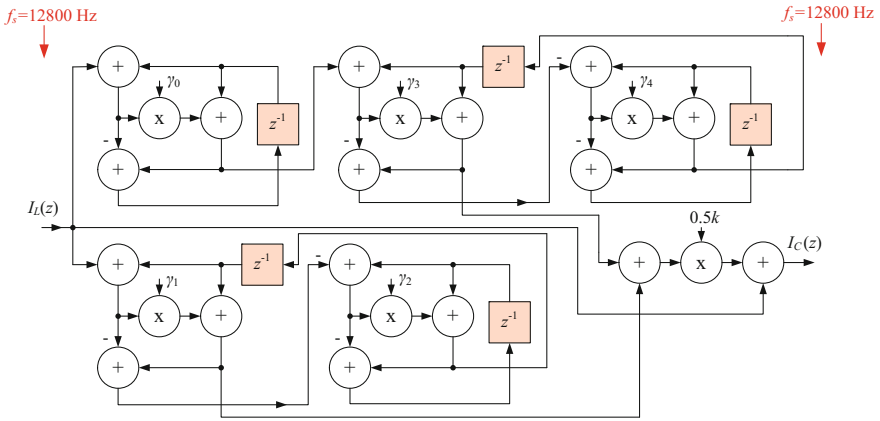 fs=12800 Hz
fs=12800 Hz
+
+
+
z⁻¹
-
γ0
γ3
γ4
x
+
z⁻¹
x
+
x
+
z⁻¹
-
+
-
+
-
+
IL(z)
0.5k
IC(z)
+
z⁻¹
-
+
+
x
+
γ1
γ2
x
+
x
+
z⁻¹
-
+
-
+